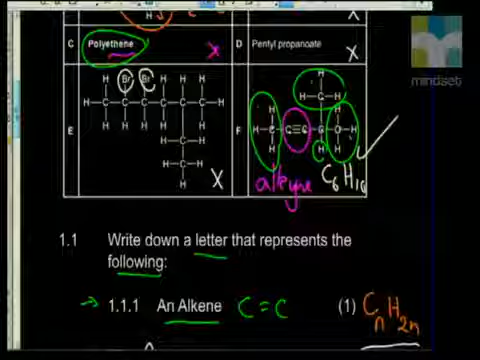 H
C Polyethene X D Pentyl propanoate X
Br Br
H H H H H H
H C C C C C C H
E H H H H F
H C H
H C H
H
X
H
H C H
H C C≡C C C H
H H H
C
alkyne C6H10
1.1 Write down a letter that represents the
following:
1.1.1 An Alkene C = C (1) CnH2n
mindset